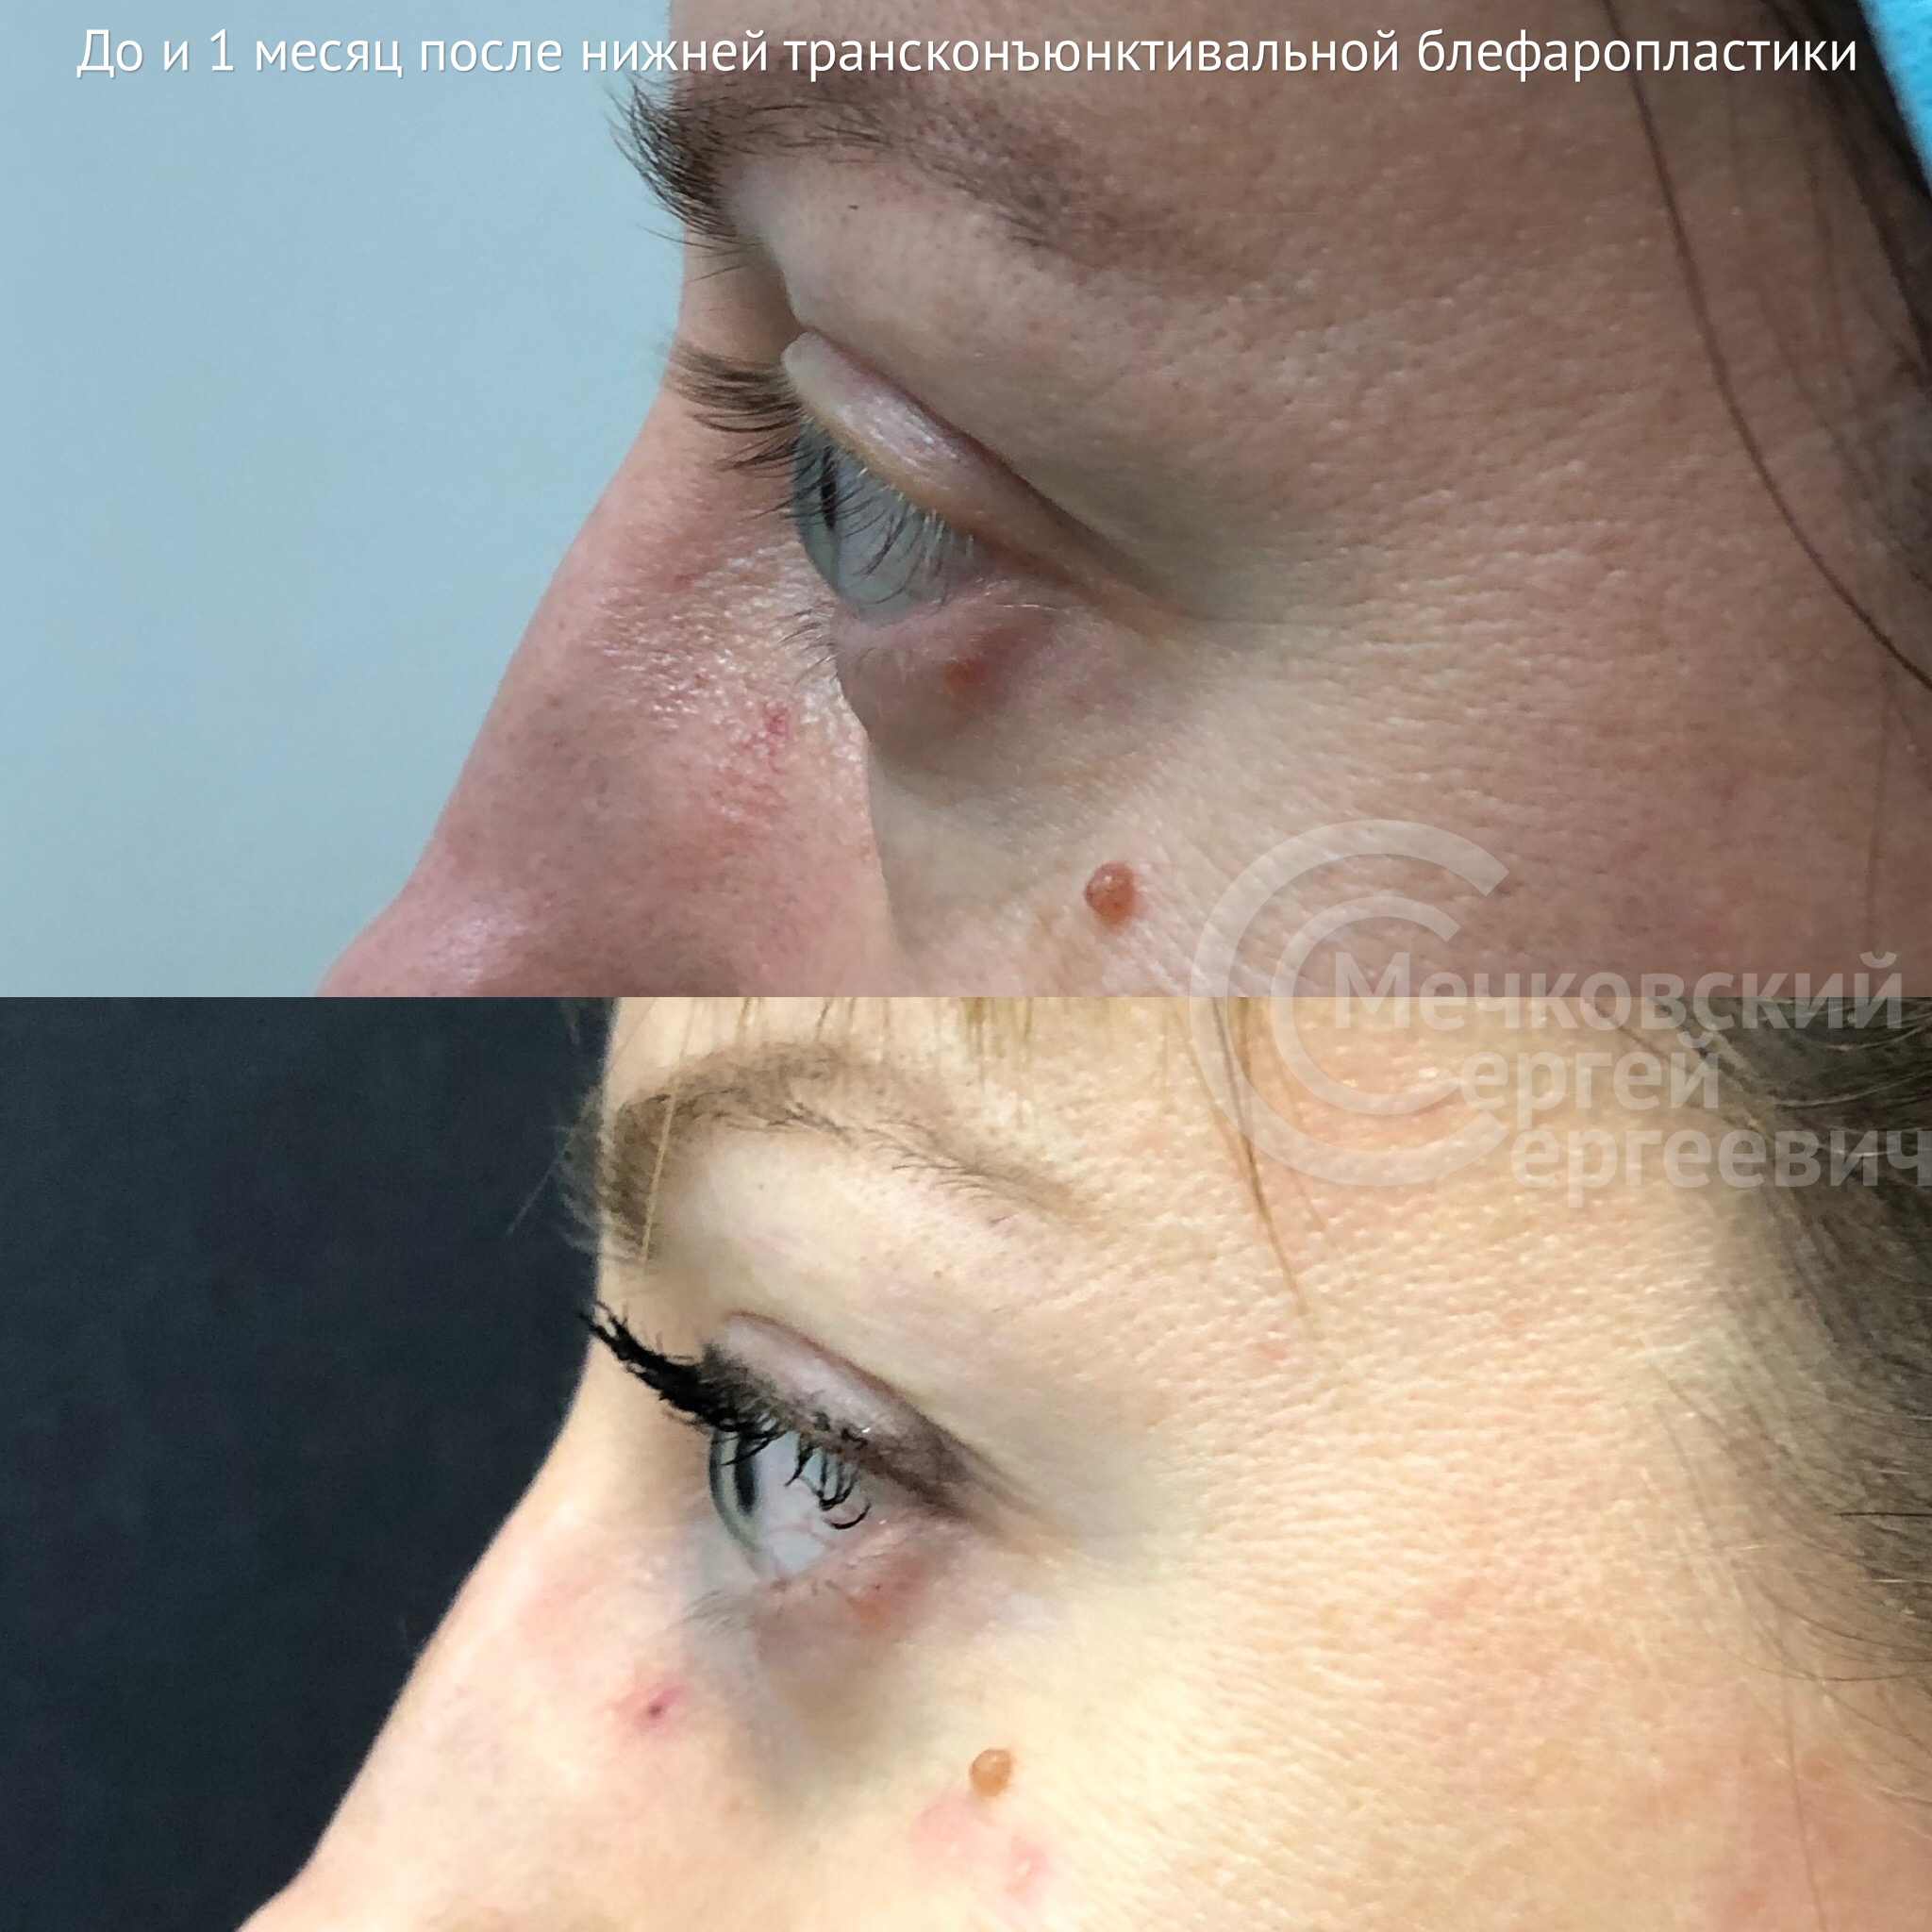 До и 1 месяц после нижней трансконъюнктивальной блефаропластики
Мечковский
Сергей
Сергеевич